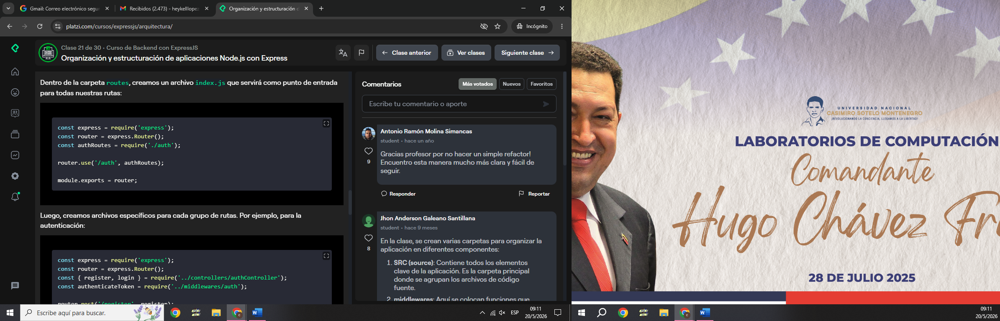 Gmail: Correo electrónico segu
Recibidos (2.473) - heykelllopez
Organización y estructuración d
platzi.com/cursos/expressjs/arquitectura/
Incógnito
Clase 21 de 30 • Curso de Backend con ExpressJS
Organización y estructuración de aplicaciones Node.js con Express
Clase anterior
Ver clases
Siguiente clase
Dentro de la carpeta routes, creamos un archivo index.js que servirá como punto de entrada
para todas nuestras rutas:
const express = require('express');
const router = express.Router();
const authRoutes = require('./auth');
router.use('/auth', authRoutes);
module.exports = router;
Luego, creamos archivos específicos para cada grupo de rutas. Por ejemplo, para la
autenticación:
const express = require('express');
const router = express.Router();
const { register, login } = require('../controllers/authController');
const authenticateToken = require('../middlewares/auth');
router.post('/register', register);
Comentarios
Más votados
Nuevos
Favoritos
Escribe tu comentario o aporte
Antonio Ramón Molina Simancas
student • hace un año
Gracias profesor por no hacer un simple refactor!
Encuentro esta manera mucho más clara y fácil de
seguir.
9
Responder
Reportar
Jhon Anderson Galeano Santillana
student • hace 9 meses
En la clase, se crean varias carpetas para organizar la
aplicación en diferentes componentes:
8
1. SRC (source): Contiene todos los elementos
clave de la aplicación. Es la carpeta principal
donde se agrupan los archivos de código
fuente.
2. middlewares: Aquí se colocan funciones que
Escribe aquí para buscar.
ESP
09:11
20/5/2026
UNIVERSIDAD NACIONAL
CASIMIRO SOTELO MONTENEGRO
¡REVOLUCIONANDO LA CONCIENCIA, LLEGAMOS A LA LIBERTAD!
LABORATORIOS DE COMPUTACIÓN
Comandante
Hugo Chávez Fr
28 DE JULIO 2025
09:11
20/5/2026